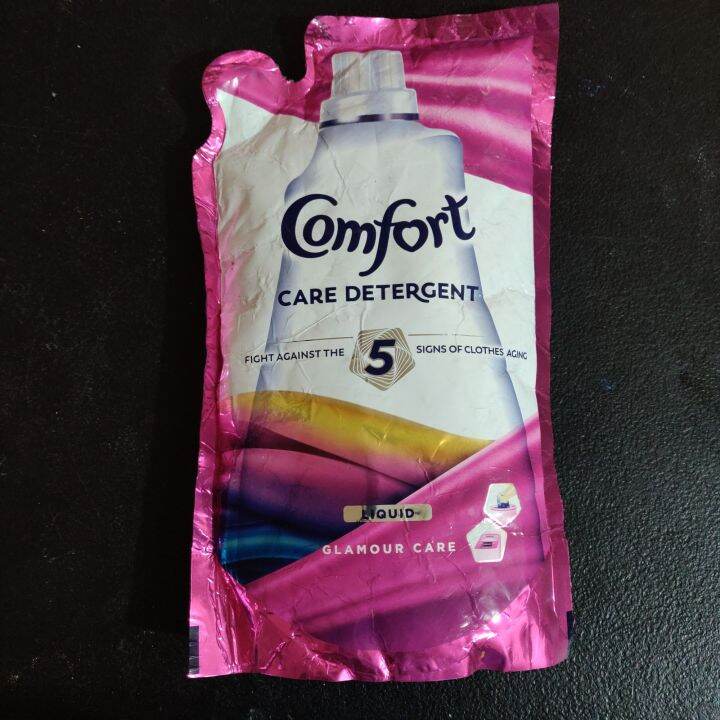 Comfort
CARE DETERGENT
FIGHT AGAINST THE 5 SIGNS OF CLOTHES AGING
LIQUID
GLAMOUR CARE